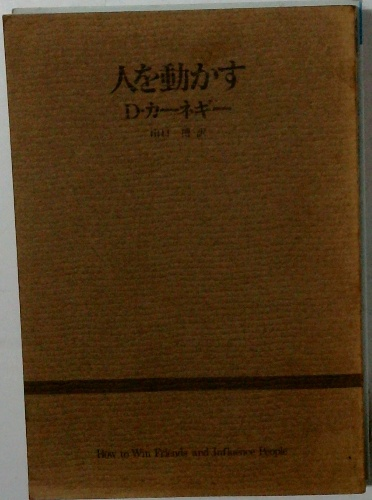 人を動かす
D・カーネギー
山口 博 訳
How to Win Friends and Influence People